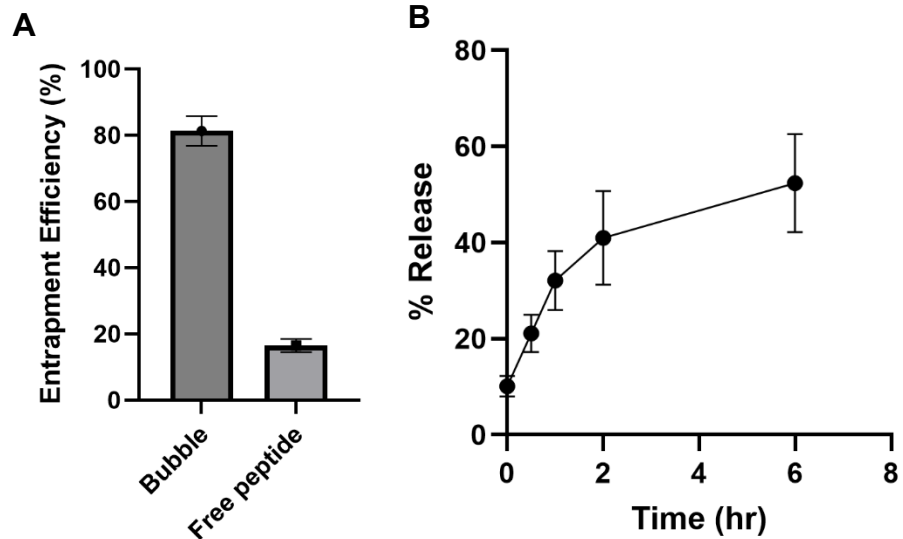 A
Entrapment Efficiency (%)
100
80
60
40
20
0
Bubble
Free peptide
B
% Release
80
60
40
20
0
0 2 4 6 8
Time (hr)